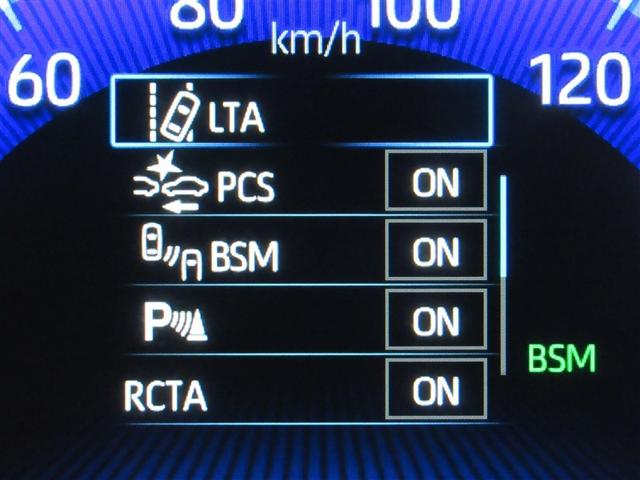 80 100
km/h
60 120
LTA
PCS ON
BSM ON
P ON
BSM
RCTA ON